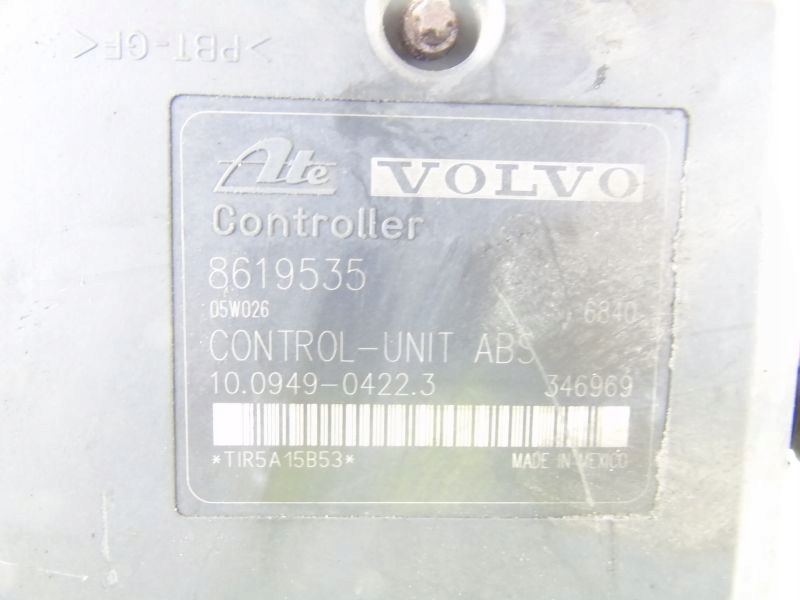 >PBT-GF<
Ate VOLVO
Controller
8619535
05W026 6840
CONTROL-UNIT ABS
10.0949-0422.3 346969
*TIR5A15B53*
MADE IN MEXICO